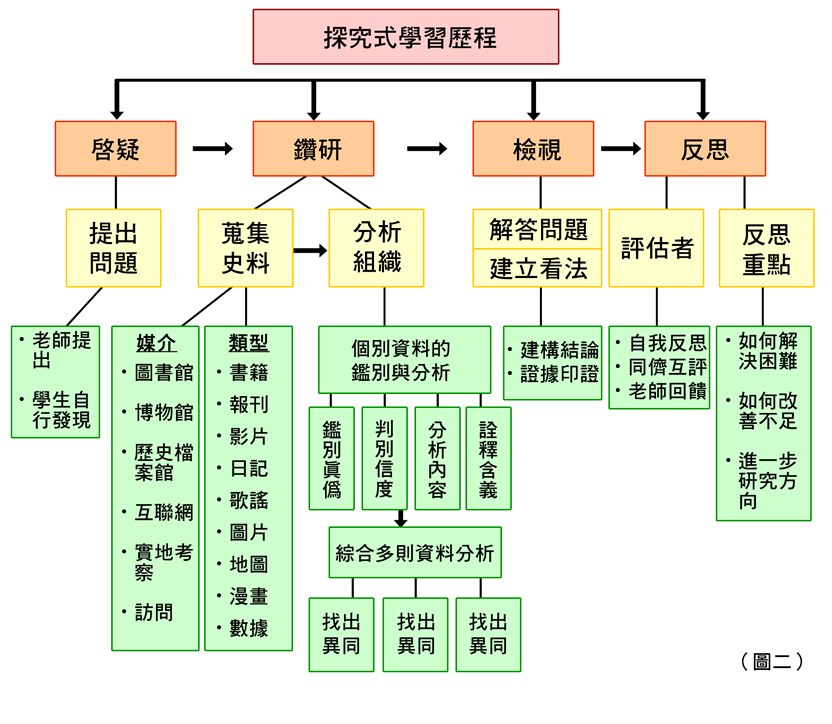 探究式學習歷程
啓疑
鑽研
檢視
反思
提出
問題
蒐集
史料
分析
組織
解答問題
建立看法
評估者
反思
重點
・老師提
出
・學生自
行發現
媒介
・圖書館
・博物館
・歷史檔
案館
・互聯網
・實地考
察
・訪問
類型
・書籍
・報刊
・影片
・日記
・歌謠
・圖片
・地圖
・漫畫
・數據
個別資料的
鑑別與分析
鑑別真僞
判別信度
分析內容
詮釋含義
綜合多則資料分析
找出
異同
找出
異同
找出
異同
・建構結論
・證據印證
・自我反思
・同儕互評
・老師回饋
・如何解
決困難
・如何改
善不足
・進一步
研究方
向
（圖二）